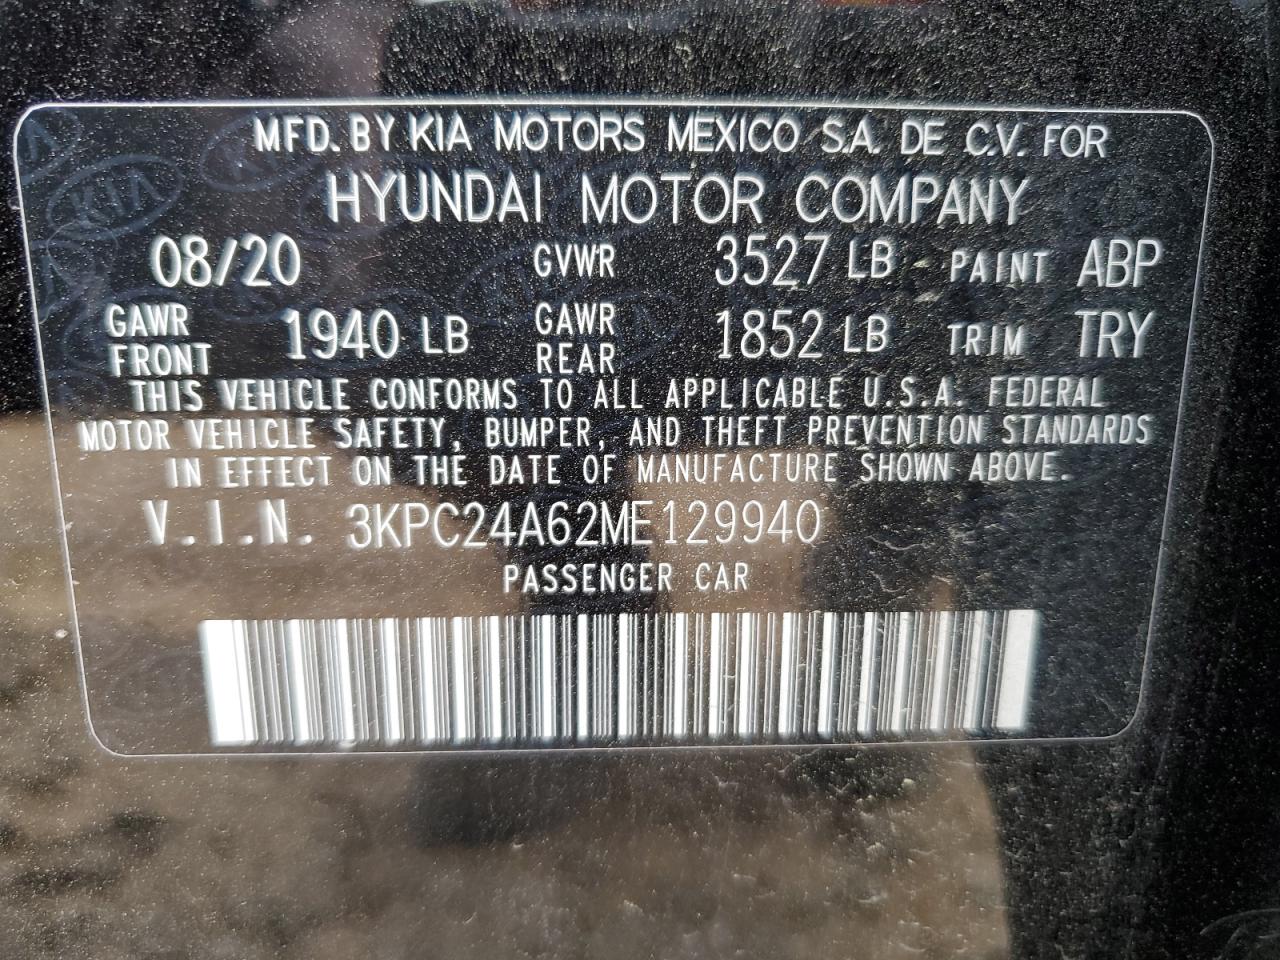 MFD. BY KIA MOTORS MEXICO S.A. DE C.V. FOR
HYUNDAI MOTOR COMPANY
08/20 GVWR 3527 LB PAINT ABP
GAWR FRONT 1940 LB GAWR REAR 1852 LB TRIM TRY
THIS VEHICLE CONFORMS TO ALL APPLICABLE U.S.A. FEDERAL
MOTOR VEHICLE SAFETY, BUMPER, AND THEFT PREVENTION STANDARDS
IN EFFECT ON THE DATE OF MANUFACTURE SHOWN ABOVE.
V.I.N. 3KPC24A62ME129940
PASSENGER CAR